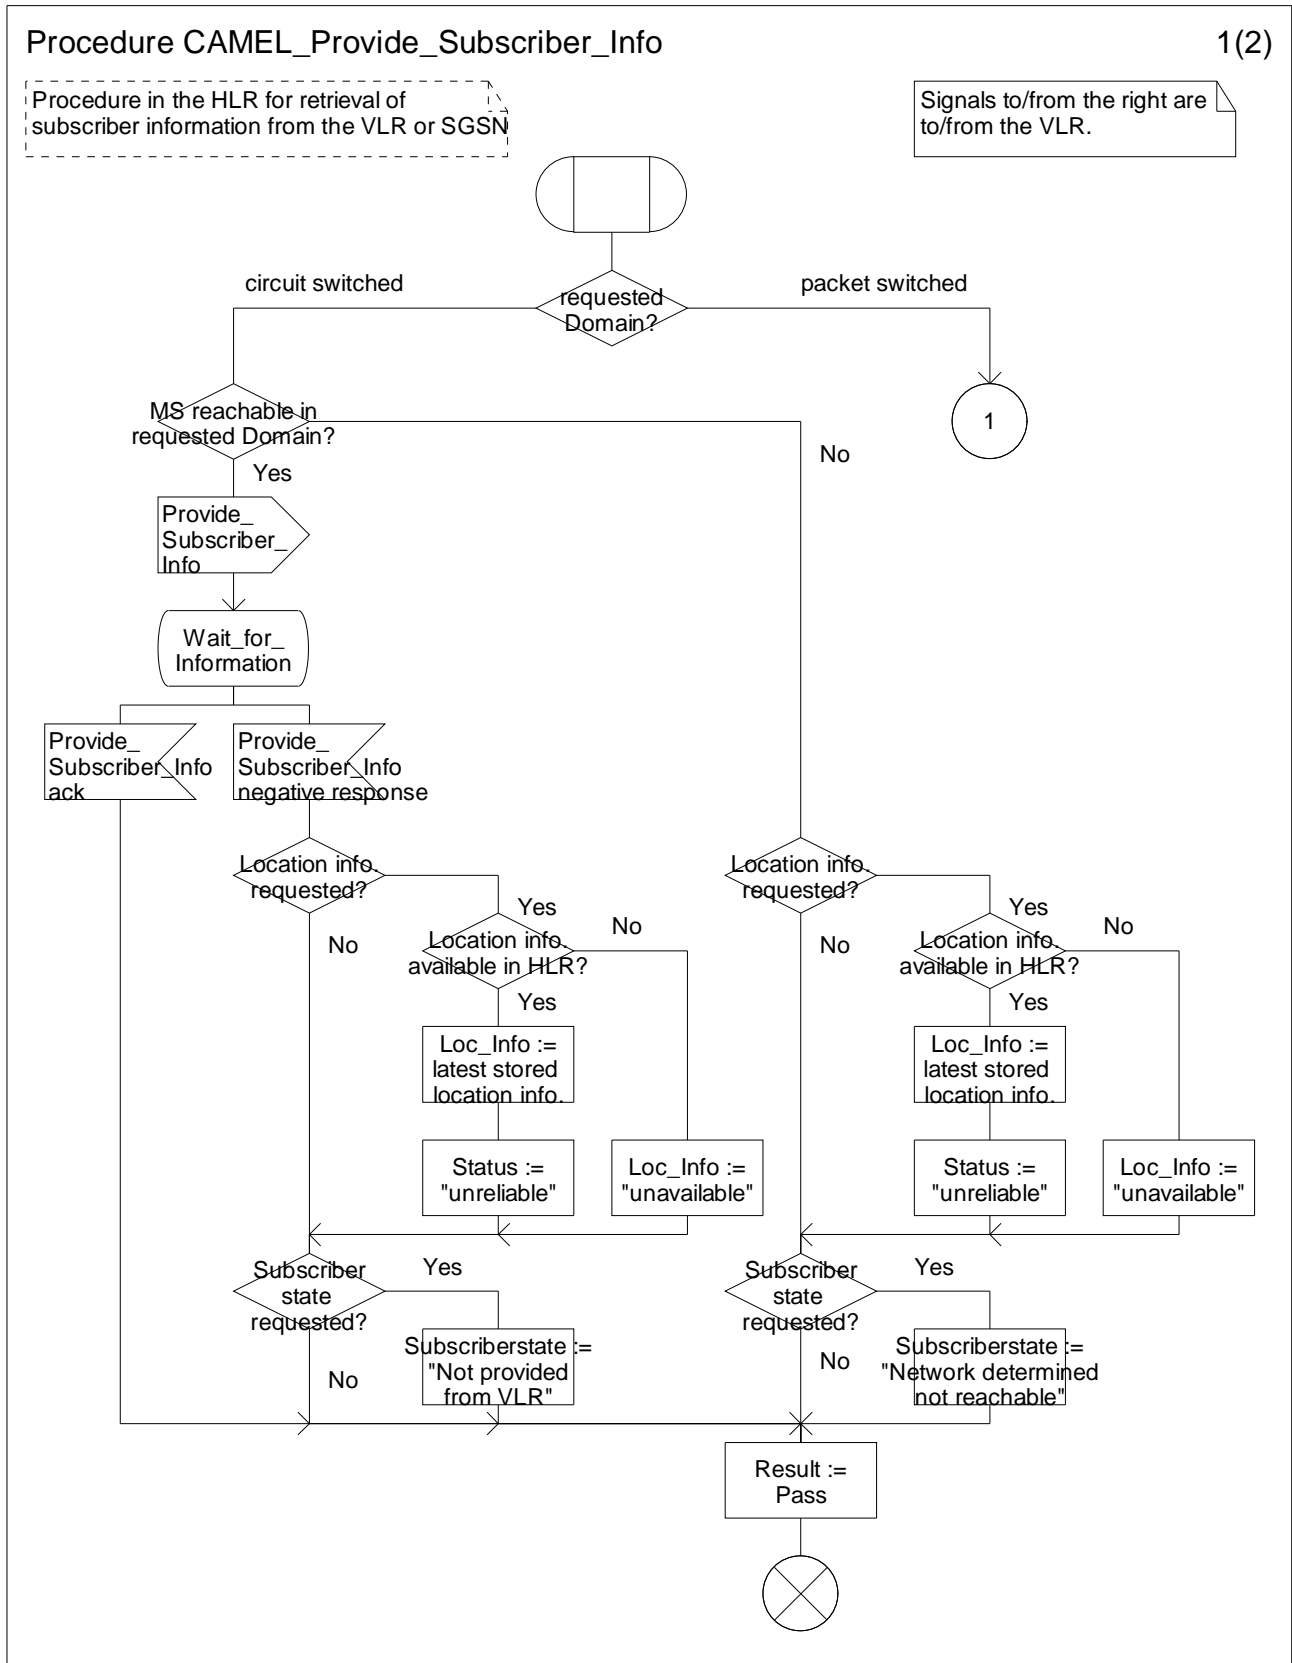 Procedure CAMEL_Provide_Subscriber_Info
1(2)
Procedure in the HLR for retrieval of
subscriber information from the VLR or SGSN
Signals to/from the right are
to/from the VLR.
circuit switched
requested
Domain?
packet switched
MS reachable in
requested Domain?
1
No
Yes
Provide_
Subscriber_
Info
Wait_for_
Information
Provide_
Subscriber_Info
ack
Provide_
Subscriber_Info
negative response
Location info.
requested?
Yes
No
No
Location info.
available in HLR?
Yes
Loc_Info :=
latest stored
location info.
Status :=
"unreliable"
Loc_Info :=
"unavailable"
Location info.
requested?
Yes
No
No
Location info.
available in HLR?
Yes
Loc_Info :=
latest stored
location info.
Status :=
"unreliable"
Loc_Info :=
"unavailable"
Subscriber
state
requested?
Yes
No
Subscriberstate :=
"Not provided
from VLR"
Subscriber
state
requested?
Yes
No
Subscriberstate :=
"Network determined
not reachable"
Result :=
Pass